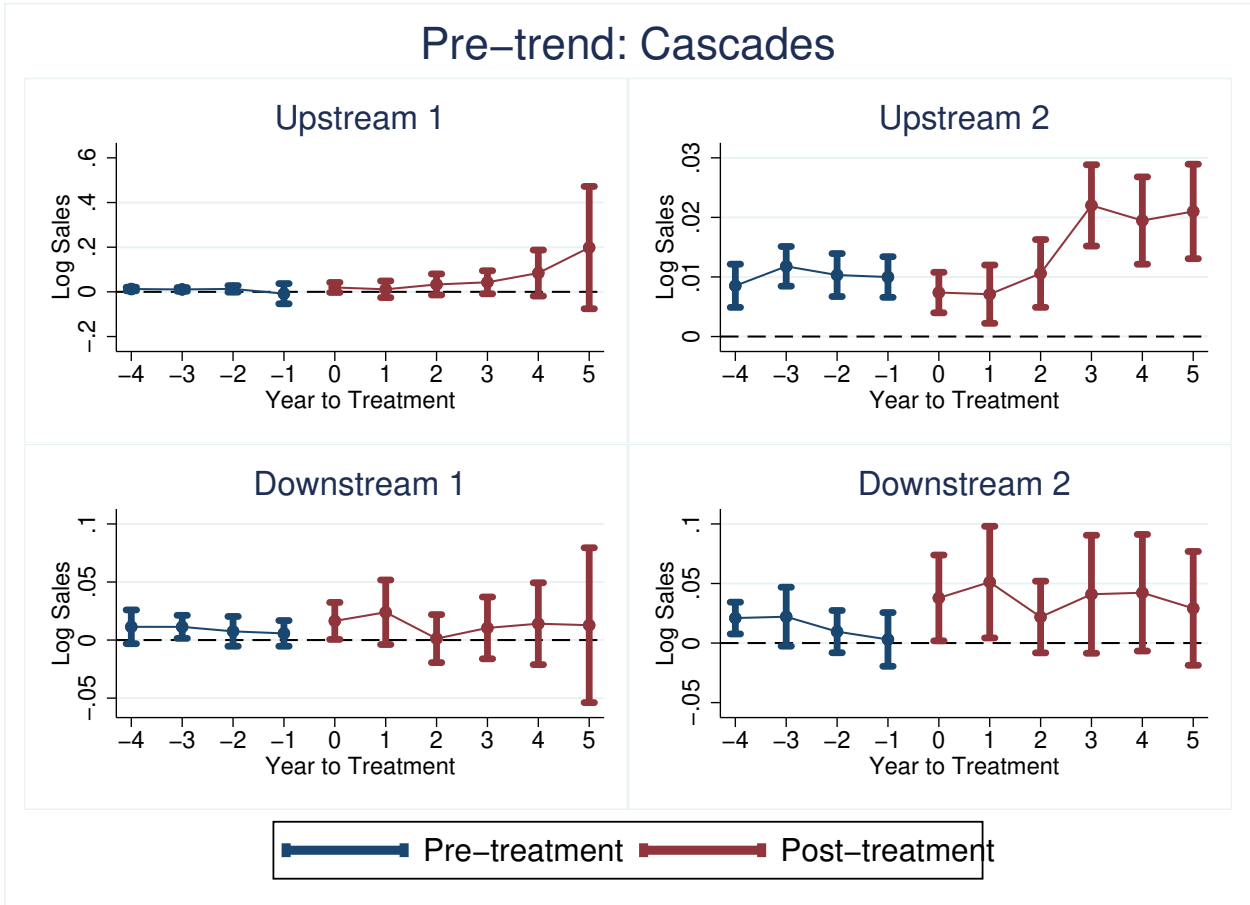 Pre−trend: Cascades
Upstream 1
Log Sales
.6
.4
.2
0
−.2
−4 −3 −2 −1 0 1 2 3 4 5
Year to Treatment
Upstream 2
Log Sales
.03
.02
.01
0
−4 −3 −2 −1 0 1 2 3 4 5
Year to Treatment
Downstream 1
Log Sales
.1
.05
0
−.05
−4 −3 −2 −1 0 1 2 3 4 5
Year to Treatment
Downstream 2
Log Sales
.1
.05
0
−.05
−4 −3 −2 −1 0 1 2 3 4 5
Year to Treatment
Pre−treatment Post−treatment